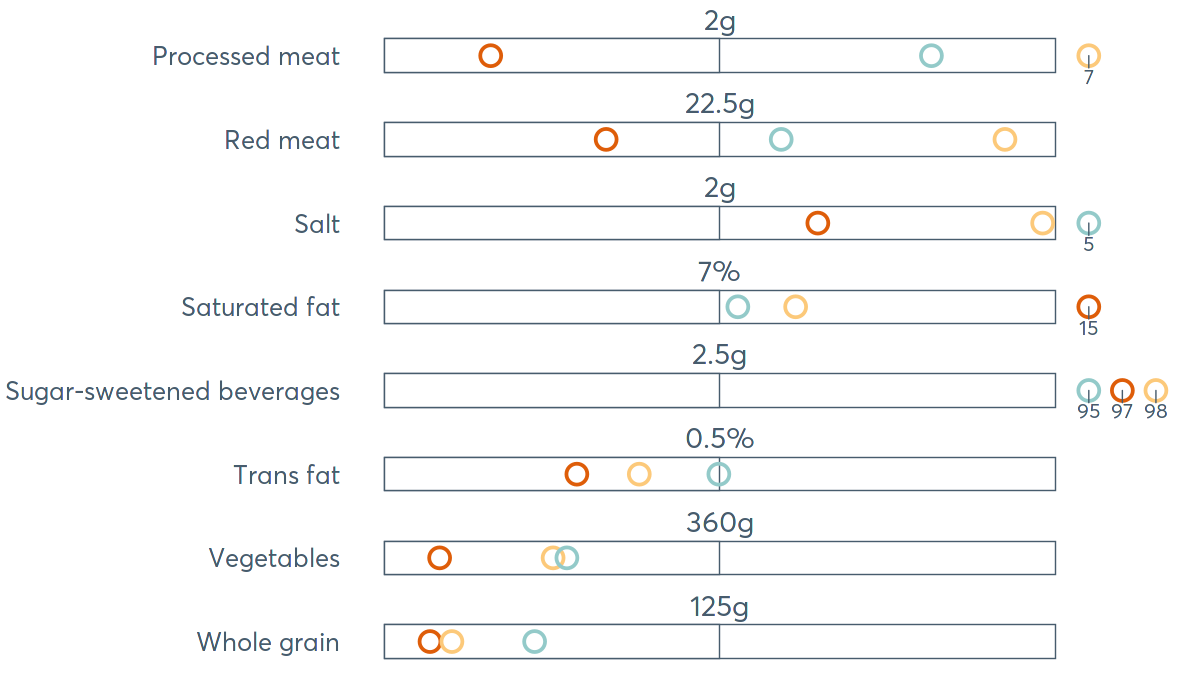 2g
Processed meat
7
22.5g
Red meat
2g
Salt
5
7%
Saturated fat
15
2.5g
Sugar-sweetened beverages
95 97 98
0.5%
Trans fat
360g
Vegetables
125g
Whole grain